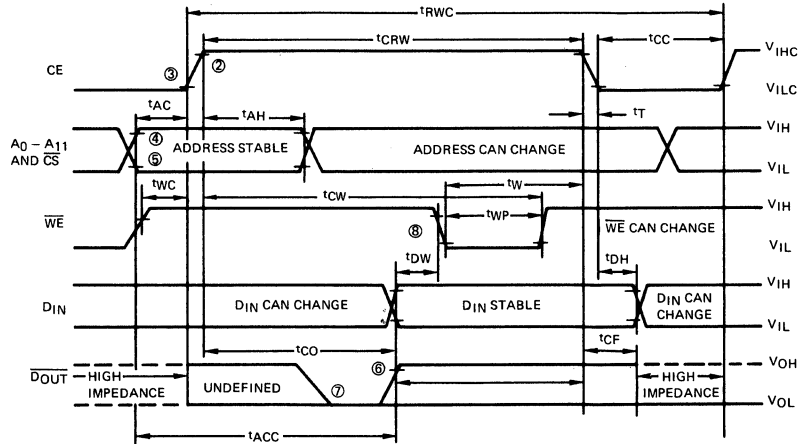 tRWC
tCRW
tCC
CE
③
②
VIHC
VILC
tAC
tAH
tT
A0 – A11
AND CS
④
⑤
ADDRESS STABLE
ADDRESS CAN CHANGE
VIH
VIL
tWC
tCW
tW
tWP
WE
⑧
WE CAN CHANGE
VIH
VIL
tDW
tDH
DIN
DIN CAN CHANGE
DIN STABLE
DIN CAN
CHANGE
VIH
VIL
tCO
tCF
DOUT
HIGH
IMPEDANCE
UNDEFINED
⑦
⑥
HIGH
IMPEDANCE
VOH
VOL
tACC